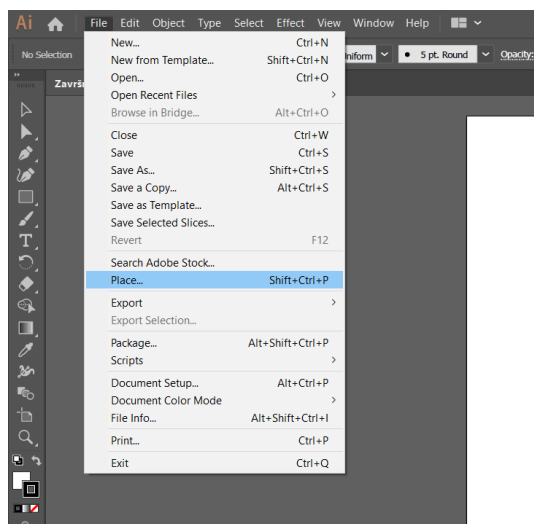 Ai File Edit Object Type Select Effect View Window Help
No Selection
niform 5 pt. Round Opacity:
Završ
New... Ctrl+N
New from Template... Shift+Ctrl+N
Open... Ctrl+O
Open Recent Files >
Browse in Bridge... Alt+Ctrl+O
Close Ctrl+W
Save Ctrl+S
Save As... Shift+Ctrl+S
Save a Copy... Alt+Ctrl+S
Save as Template...
Save Selected Slices...
Revert F12
Search Adobe Stock...
Place... Shift+Ctrl+P
Export >
Export Selection...
Package... Alt+Shift+Ctrl+P
Scripts >
Document Setup... Alt+Ctrl+P
Document Color Mode >
File Info... Alt+Shift+Ctrl+I
Print... Ctrl+P
Exit Ctrl+Q